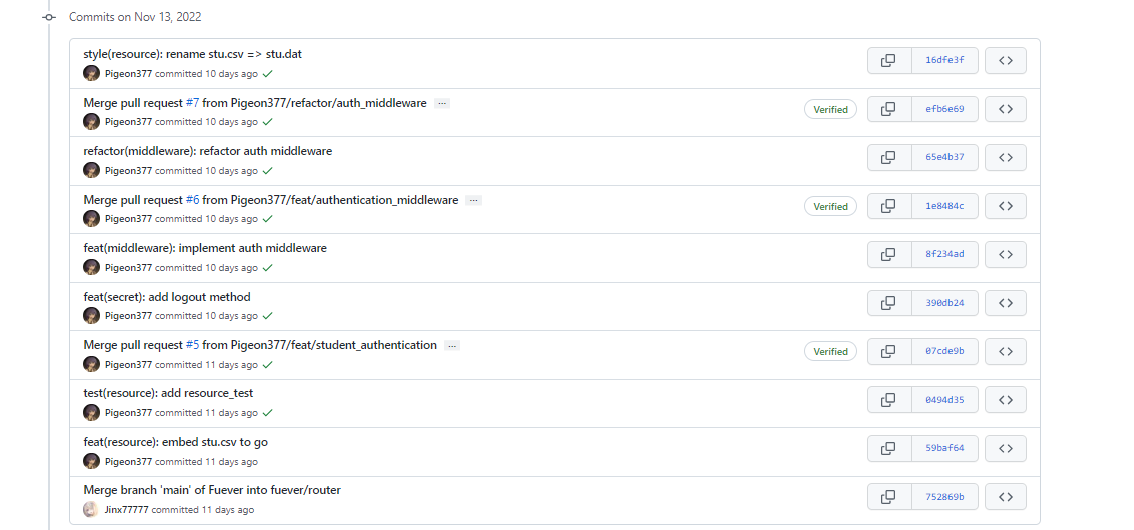 Commits on Nov 13, 2022
style(resource): rename stu.csv => stu.dat
Pigeon377 committed 10 days ago
16dfe3f
Merge pull request #7 from Pigeon377/refactor/auth_middleware ...
Pigeon377 committed 10 days ago
Verified
efb6e69
refactor(middleware): refactor auth middleware
Pigeon377 committed 10 days ago
65e4b37
Merge pull request #6 from Pigeon377/feat/authentication_middleware ...
Pigeon377 committed 10 days ago
Verified
1e8484c
feat(middleware): implement auth middleware
Pigeon377 committed 10 days ago
8f234ad
feat(secret): add logout method
Pigeon377 committed 10 days ago
390db24
Merge pull request #5 from Pigeon377/feat/student_authentication ...
Pigeon377 committed 11 days ago
Verified
07cde9b
test(resource): add resource_test
Pigeon377 committed 11 days ago
0494d35
feat(resource): embed stu.csv to go
Pigeon377 committed 11 days ago
59baf64
Merge branch 'main' of Fuever into fuever/router
Jinx77777 committed 11 days ago
752869b